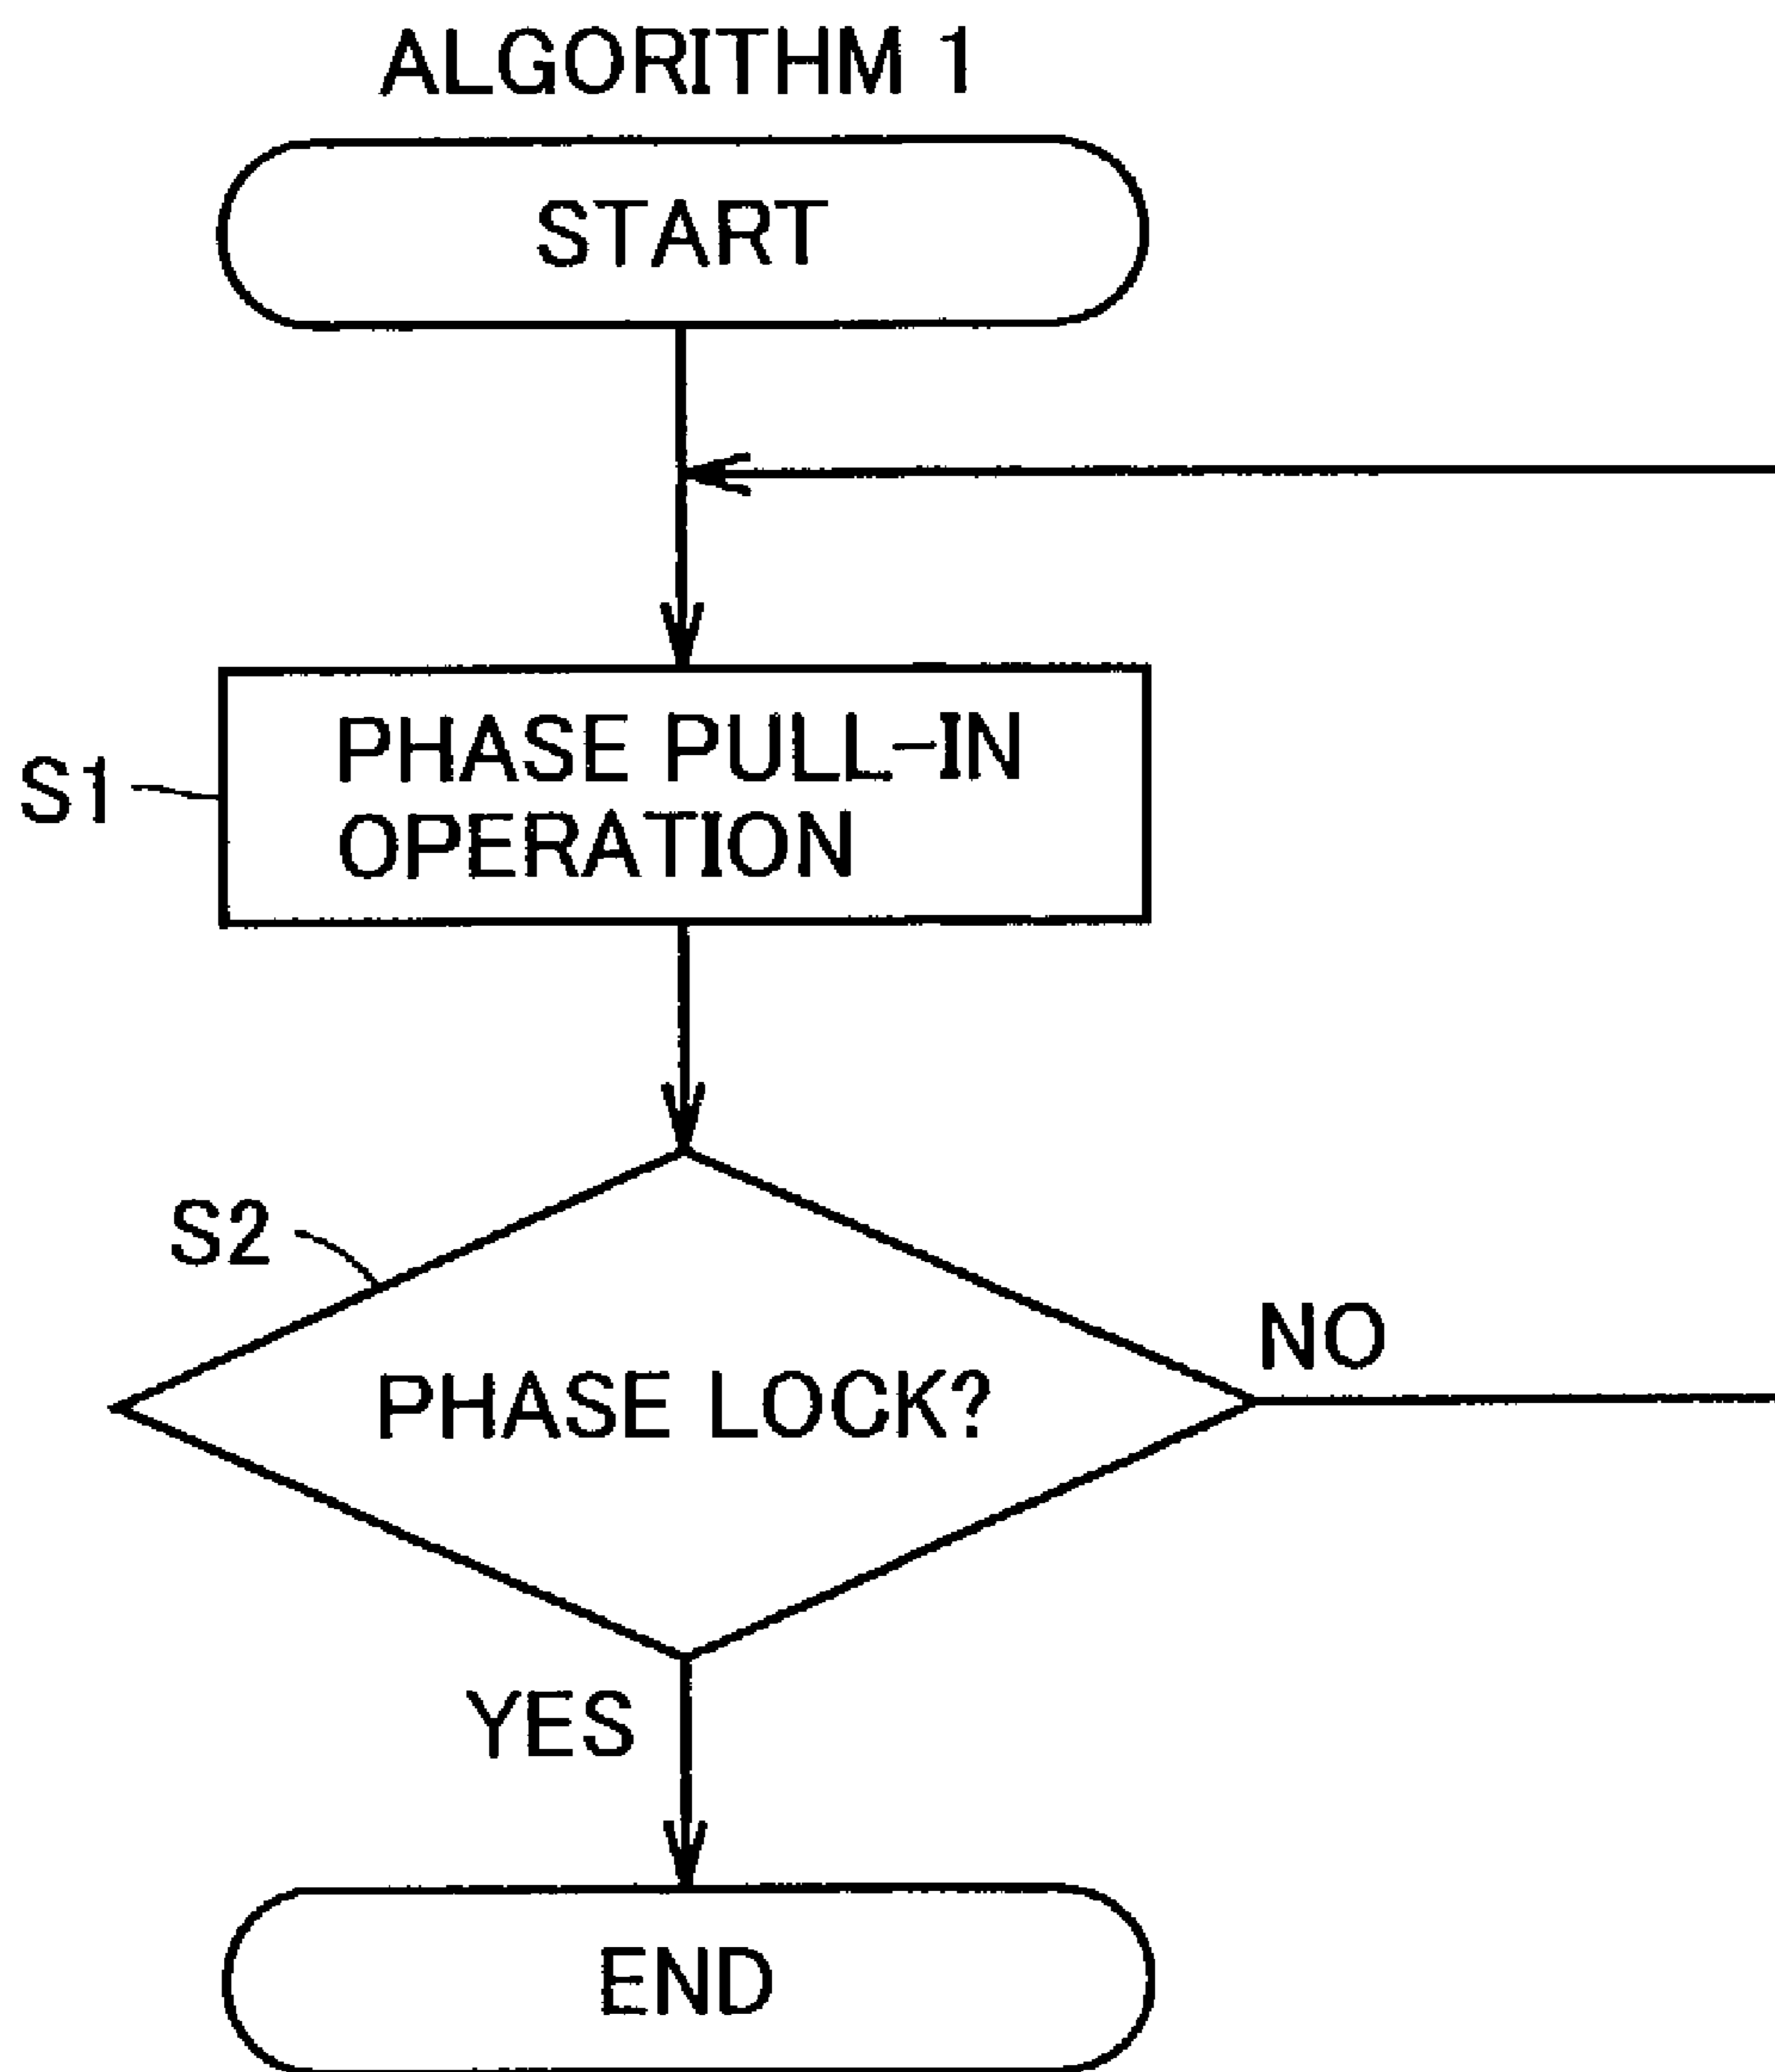 ALGORITHM 1
START
S1
PHASE PULL-IN
OPERATION
S2
PHASE LOCK?
NO
YES
END